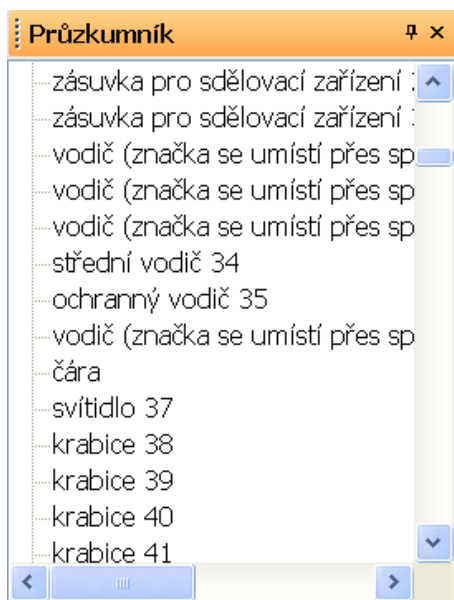 Průzkumník
zásuvka pro sdělovací zařízení
zásuvka pro sdělovací zařízení
vodič (značka se umístí přes sp
vodič (značka se umístí přes sp
vodič (značka se umístí přes sp
střední vodič 34
ochranný vodič 35
vodič (značka se umístí přes sp
čára
svítidlo 37
krabice 38
krabice 39
krabice 40
krabice 41